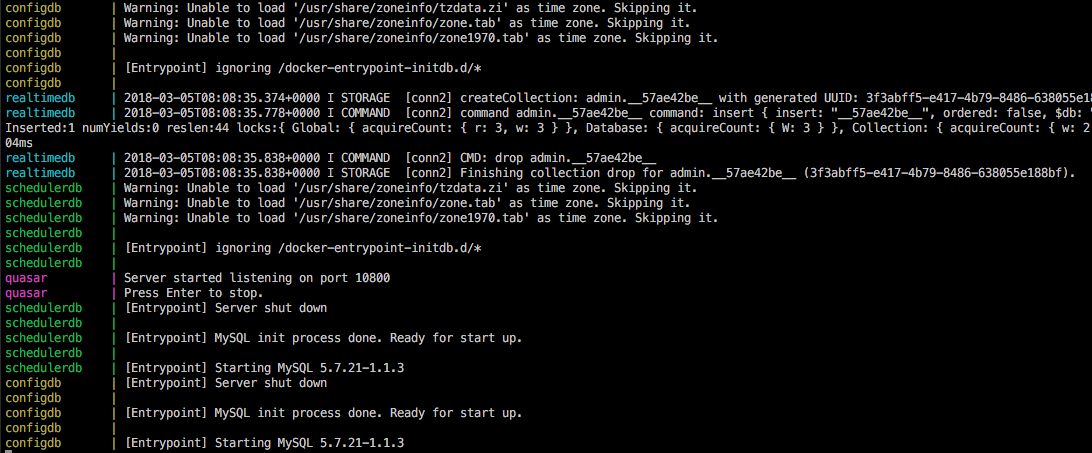 configdb | Warning: Unable to load '/usr/share/zoneinfo/tzdata.zi' as time zone. Skipping it.
configdb | Warning: Unable to load '/usr/share/zoneinfo/zone.tab' as time zone. Skipping it.
configdb | Warning: Unable to load '/usr/share/zoneinfo/zone1970.tab' as time zone. Skipping it.
configdb |
configdb | [Entrypoint] ignoring /docker-entrypoint-initdb.d/*
configdb |
realtimedb | 2018-03-05T08:08:35.374+0000 I STORAGE [conn2] createCollection: admin.__57ae42be__ with generated UUID: 3f3abff5-e417-4b79-8486-638055e18
realtimedb | 2018-03-05T08:08:35.778+0000 I COMMAND [conn2] command admin.__57ae42be__ command: insert { insert: "__57ae42be__", ordered: false, $db: "
Inserted:1 numYields:0 reslen:44 locks:{ Global: { acquireCount: { r: 3, w: 3 } }, Database: { acquireCount: { W: 3 } }, Collection: { acquireCount: { w: 2
04ms
realtimedb | 2018-03-05T08:08:35.838+0000 I COMMAND [conn2] CMD: drop admin.__57ae42be__
realtimedb | 2018-03-05T08:08:35.838+0000 I STORAGE [conn2] Finishing collection drop for admin.__57ae42be__ (3f3abff5-e417-4b79-8486-638055e188bf).
schedulerdb | Warning: Unable to load '/usr/share/zoneinfo/tzdata.zi' as time zone. Skipping it.
schedulerdb | Warning: Unable to load '/usr/share/zoneinfo/zone.tab' as time zone. Skipping it.
schedulerdb | Warning: Unable to load '/usr/share/zoneinfo/zone1970.tab' as time zone. Skipping it.
schedulerdb |
schedulerdb | [Entrypoint] ignoring /docker-entrypoint-initdb.d/*
schedulerdb |
quasar | Server started listening on port 10800
quasar | Press Enter to stop.
schedulerdb | [Entrypoint] Server shut down
schedulerdb |
schedulerdb | [Entrypoint] MySQL init process done. Ready for start up.
schedulerdb |
schedulerdb | [Entrypoint] Starting MySQL 5.7.21-1.1.3
configdb | [Entrypoint] Server shut down
configdb |
configdb | [Entrypoint] MySQL init process done. Ready for start up.
configdb |
configdb | [Entrypoint] Starting MySQL 5.7.21-1.1.3